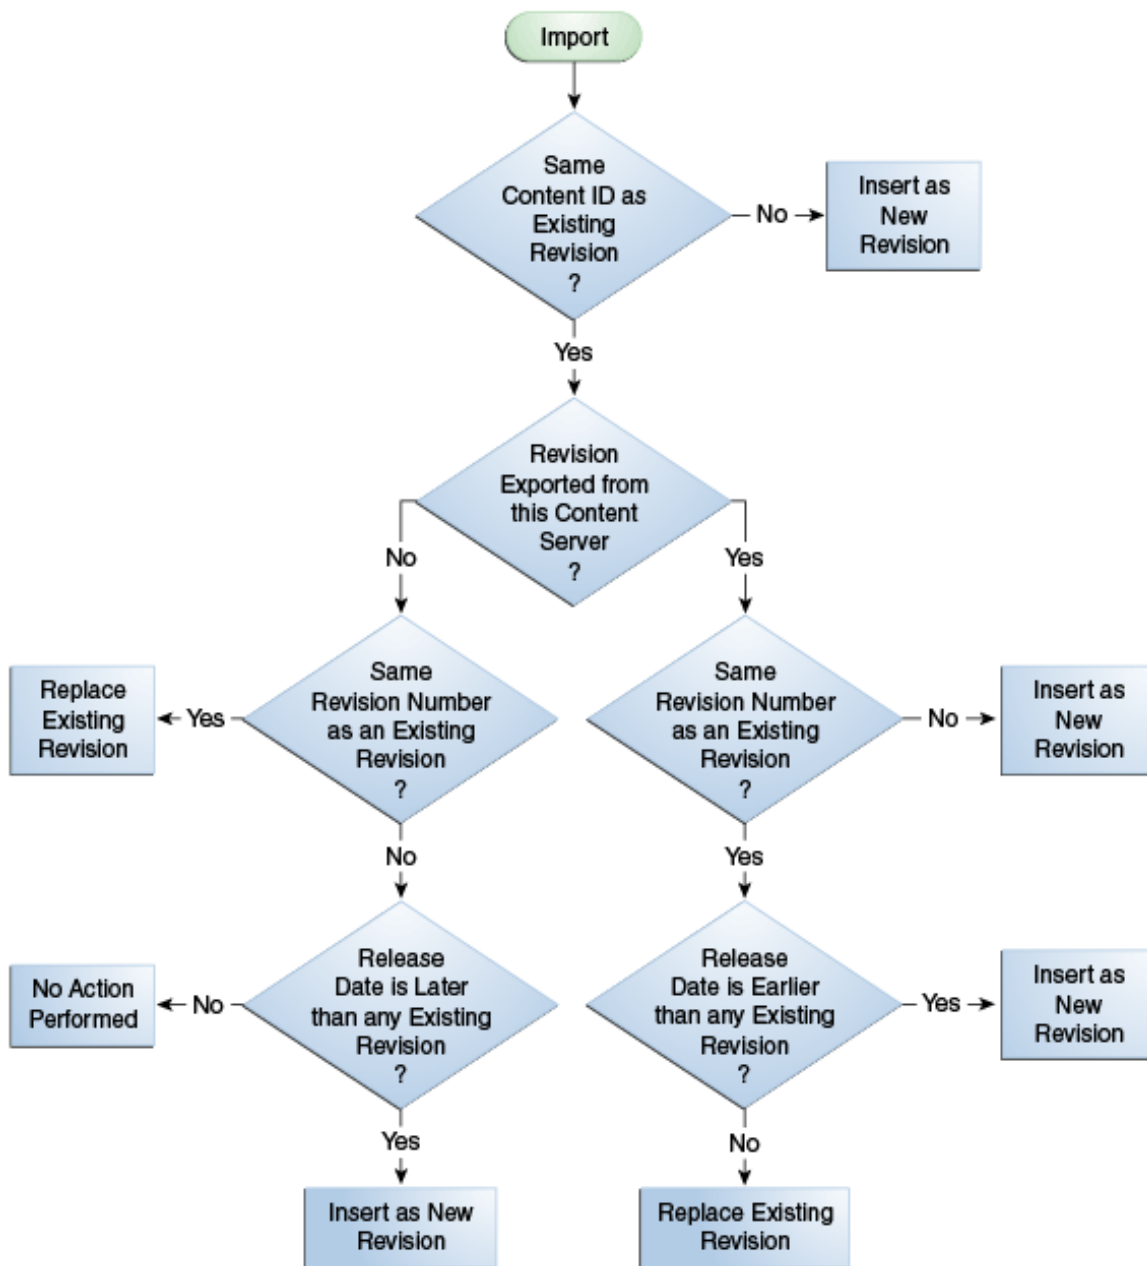 Import
Same
Content ID as
Existing
Revision
?
No
Insert as
New
Revision
Yes
Revision
Exported from
this Content
Server
?
No
Yes
Same
Revision Number
as an Existing
Revision
?
Yes
Replace
Existing
Revision
Same
Revision Number
as an Existing
Revision
?
No
Insert as
New
Revision
No
Yes
Release
Date is Later
than any Existing
Revision
?
No
No Action
Performed
Release
Date is Earlier
than any Existing
Revision
?
Yes
Insert as
New
Revision
Yes
No
Insert as New
Revision
Replace Existing
Revision